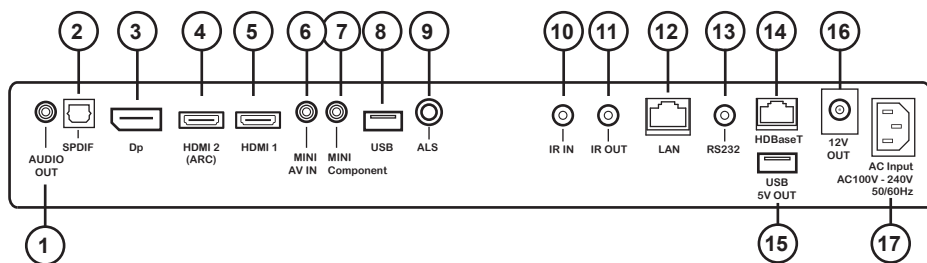 2 3 4 5 6 7 8 9 10 11 12 13 14 16
AUDIO
OUT
SPDIF
Dp
HDMI 2
(ARC)
HDMI 1
MINI
AV IN
MINI
Component
USB
ALS
IR IN
IR OUT
LAN
RS232
HDBaseT
USB
5V OUT
12V
OUT
AC Input
AC100V - 240V
50/60Hz
1 15 17